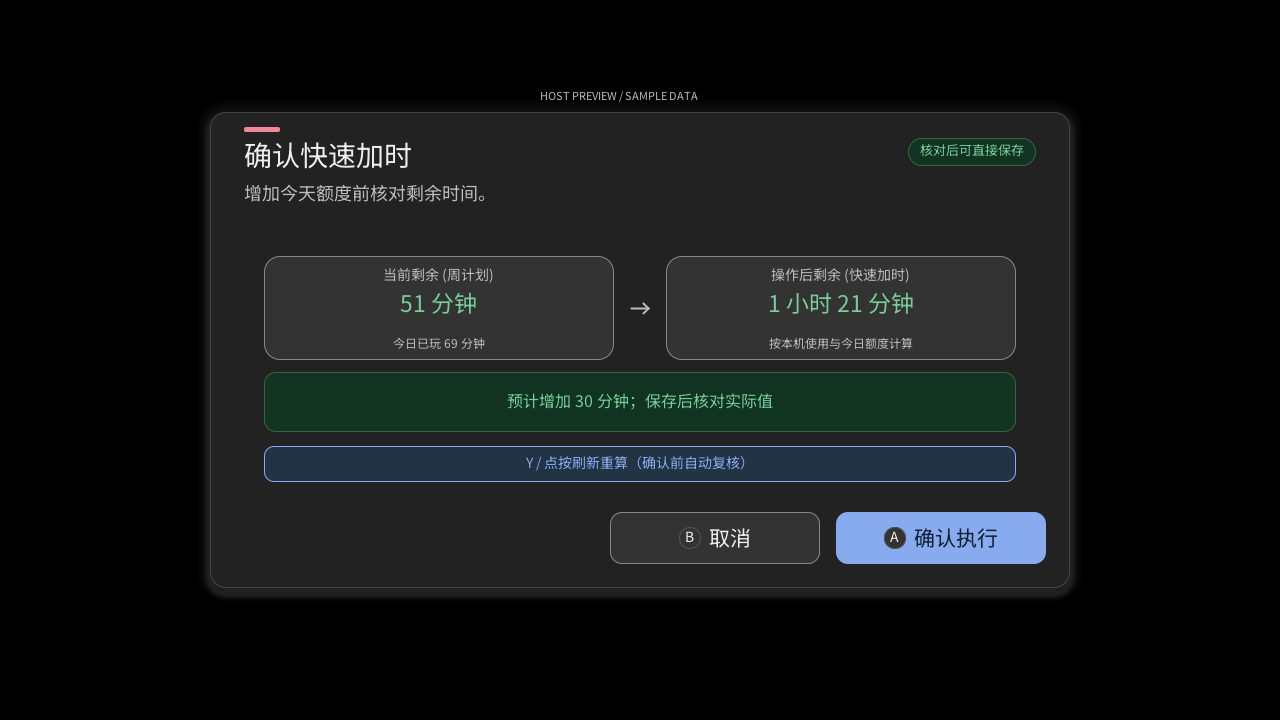 HOST PREVIEW / SAMPLE DATA
确认快速加时
核对后可直接保存
增加今天额度前核对剩余时间。
当前剩余 (周计划)
51 分钟
今日已玩 69 分钟
→
操作后剩余 (快速加时)
1 小时 21 分钟
按本机使用与今日额度计算
预计增加 30 分钟；保存后核对实际值
Y / 点按刷新重算（确认前自动复核）
B 取消
A 确认执行